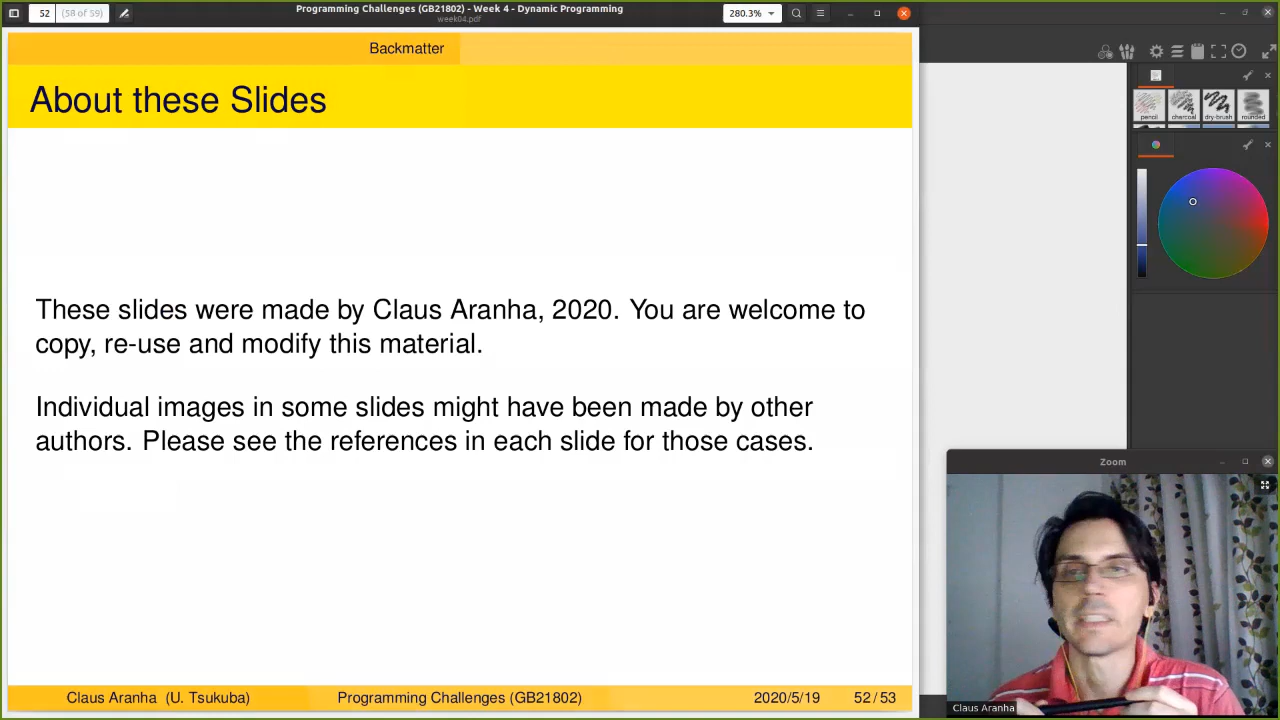 Programming Challenges (GB21802) - Week 4 - Dynamic Programming
week04.pdf
52 (58 of 59)
280.3%
Backmatter
About these Slides
These slides were made by Claus Aranha, 2020. You are welcome to
copy, re-use and modify this material.
Individual images in some slides might have been made by other
authors. Please see the references in each slide for those cases.
Claus Aranha (U. Tsukuba) Programming Challenges (GB21802) 2020/5/19 52/53
pencil charcoal dry-brush rounded
Zoom
Claus Aranha